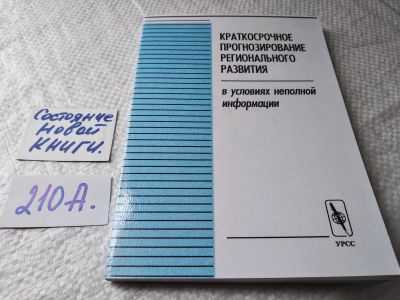 КРАТКОСРОЧНОЕ
ПРОГНОЗИРОВАНИЕ
РЕГИОНАЛЬНОГО
РАЗВИТИЯ
в условиях неполной
информации
УРСС
Состояние
новой
КНИГИ.
210А.